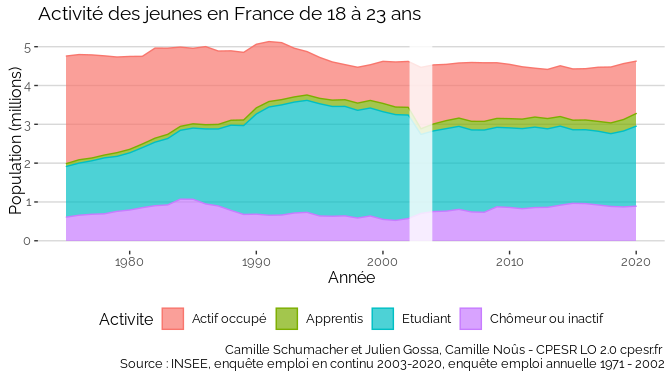 Activité des jeunes en France de 18 à 23 ans
Population (millions)
5
4
3
2
1
0
1980 1990 2000 2010 2020
Année
Activite Actif occupé Apprentis Etudiant Chômeur ou inactif
Camille Schumacher et Julien Gossa, Camille Noûs - CPESR LO 2.0 cpesr.fr
Source : INSEE, enquête emploi en continu 2003-2020, enquête emploi annuelle 1971 - 2002